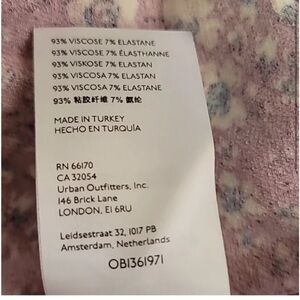 93% VISCOSE 7% ELASTANE
93% VISCOSE 7% ÉLASTHANNE
93% VISKOSE 7% ELASTAN
93% VISCOSA 7% ELASTAN
93% VISCOSA 7% ELASTANE
93% 粘胶纤维 7% 氨纶
MADE IN TURKEY
HECHO EN TURQUÍA
RN 66170
CA 32054
Urban Outfitters, Inc.
146 Brick Lane
LONDON, E1 6RU
Leidsestraat 32, 1017 PB
Amsterdam, Netherlands
OB1361971